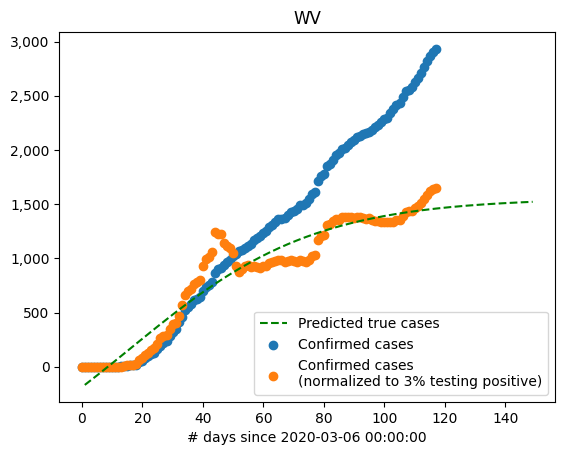 WV
3,000
2,500
2,000
1,500
1,000
500
0
Predicted true cases
Confirmed cases
Confirmed cases
(normalized to 3% testing positive)
0 20 40 60 80 100 120 140
# days since 2020-03-06 00:00:00